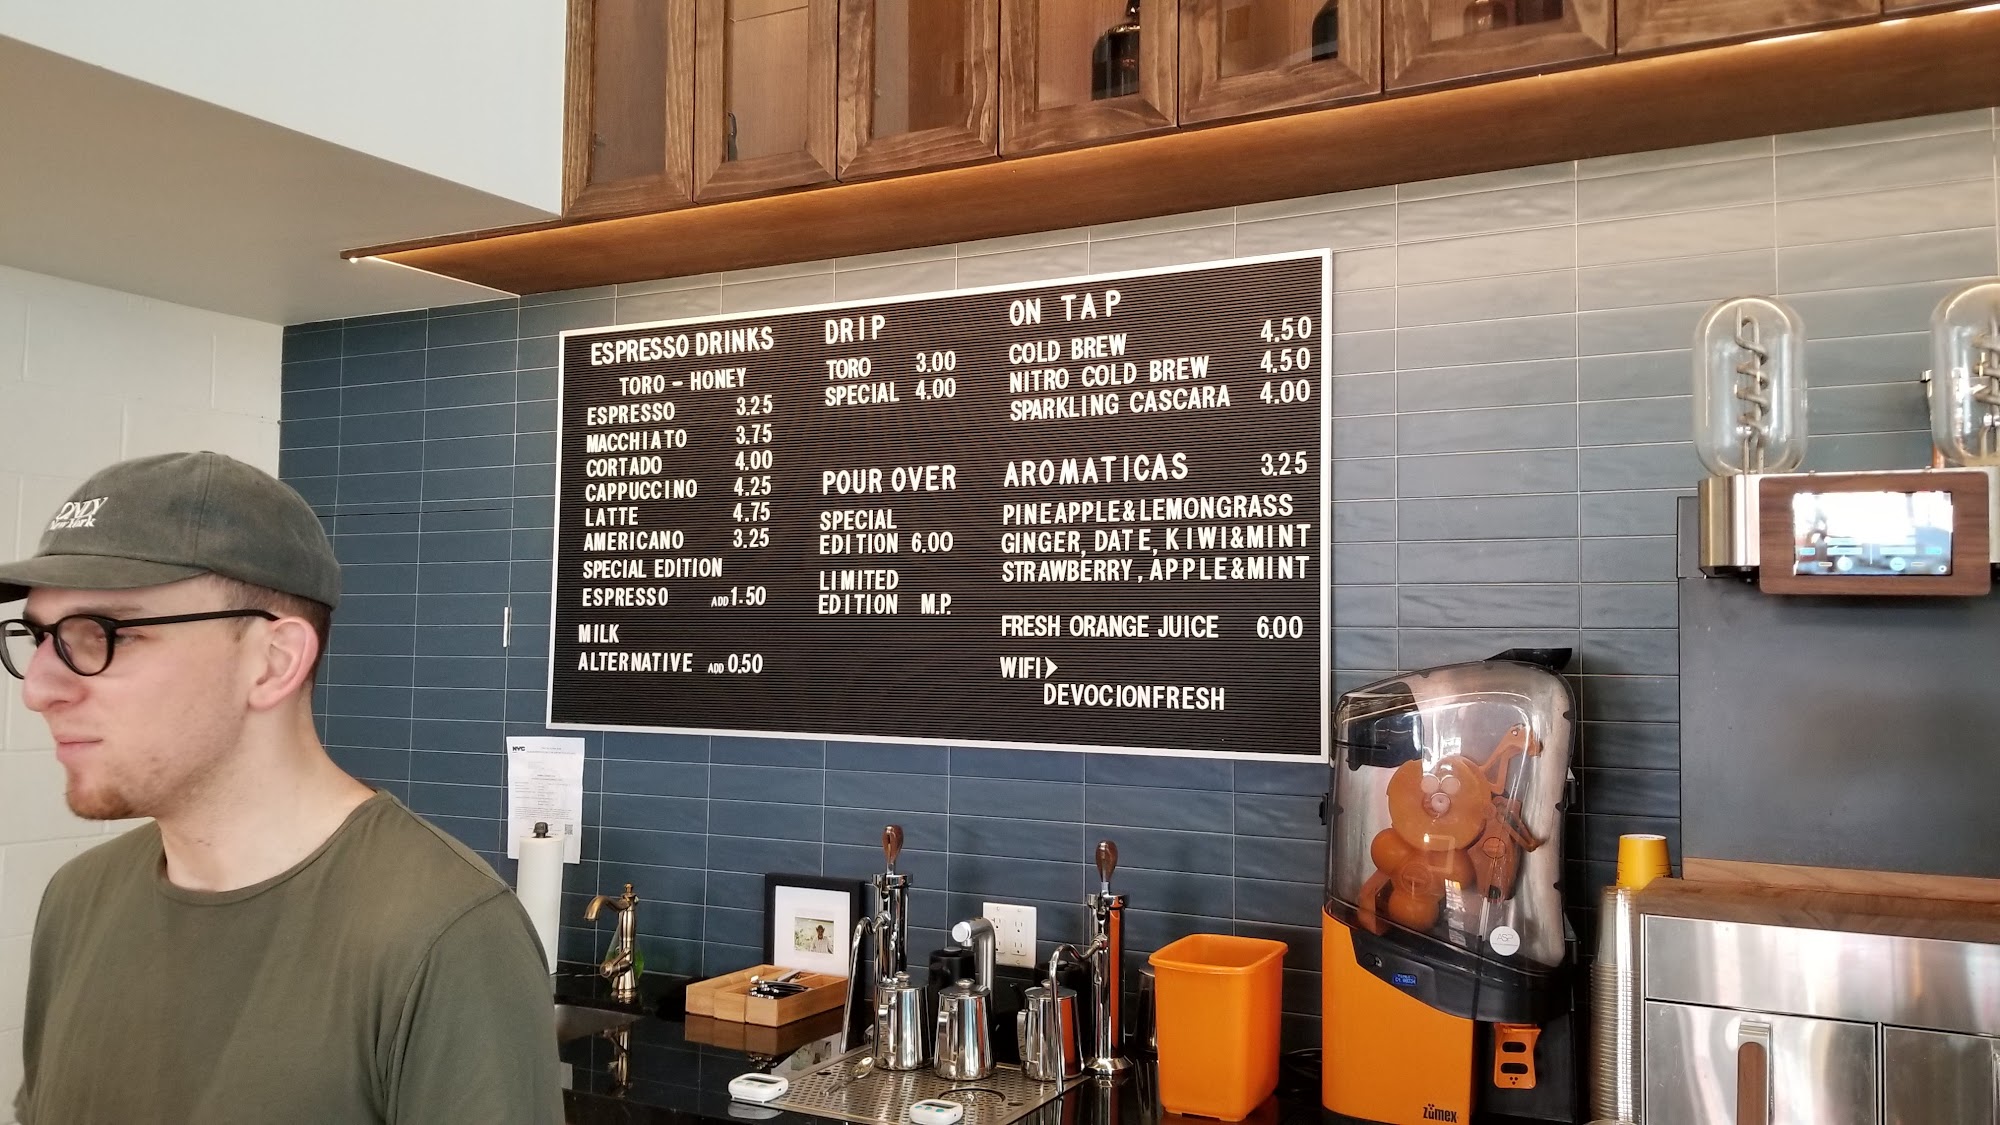 ONLY
New York
ESPRESSO DRINKS
TORO - HONEY
ESPRESSO 3.25
MACCHIATO 3.75
CORTADO 4.00
CAPPUCCINO 4.25
LATTE 4.75
AMERICANO 3.25
SPECIAL EDITION
ESPRESSO ADD 1.50
MILK
ALTERNATIVE ADD 0.50
DRIP
TORO 3.00
SPECIAL 4.00
POUR OVER
SPECIAL
EDITION 6.00
LIMITED
EDITION M.P.
ON TAP
COLD BREW 4.50
NITRO COLD BREW 4.50
SPARKLING CASCARA 4.00
AROMATICAS 3.25
PINEAPPLE&LEMONGRASS
GINGER, DATE, KIWI&MINT
STRAWBERRY, APPLE&MINT
FRESH ORANGE JUICE 6.00
WIFI>
DEVOCIONFRESH
NYC
ASP
zumex